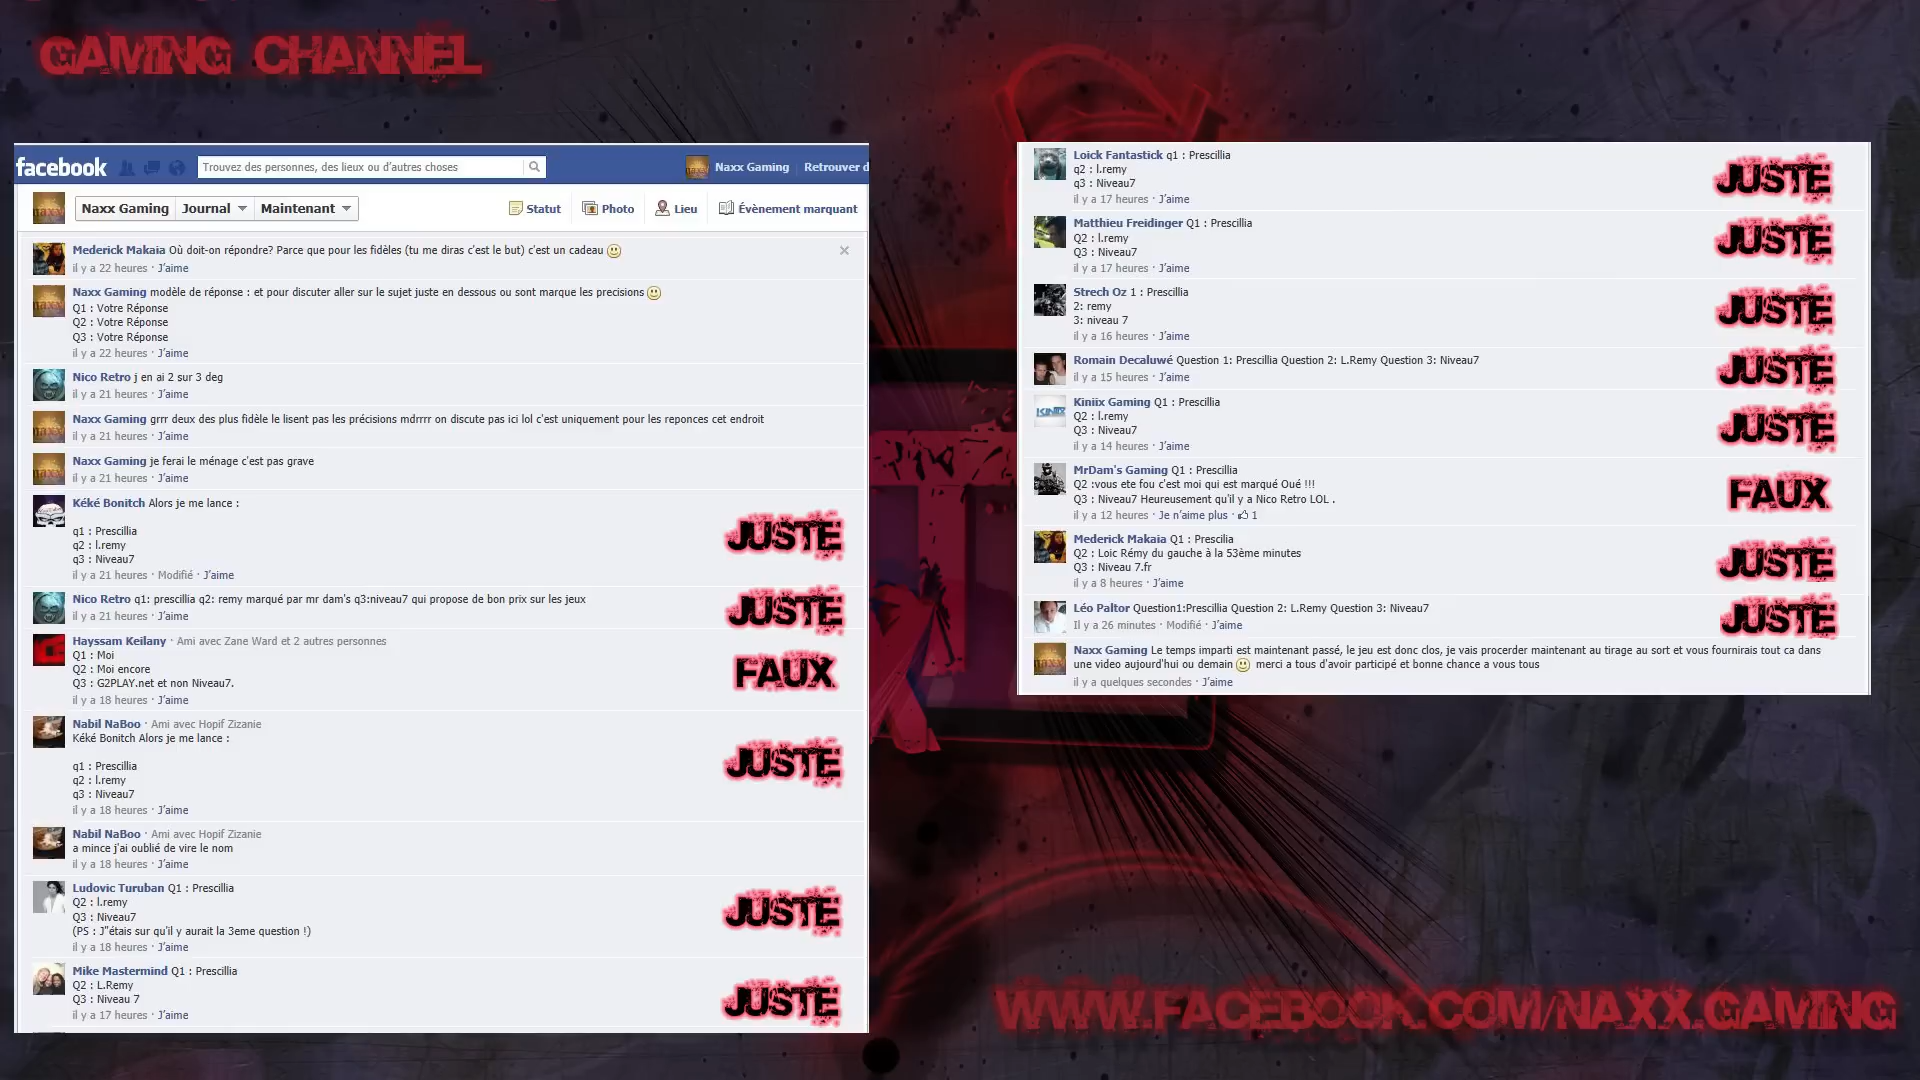 GAMING CHANNEL
facebook
Trouvez des personnes, des lieux ou d'autres choses
Naxx Gaming
Retrouver d
Naxx Gaming
Journal
Maintenant
Statut
Photo
Lieu
Évènement marquant
Mederick Makaia Où doit-on répondre? Parce que pour les fidèles (tu me diras c'est le but) c'est un cadeau
il y a 22 heures · J'aime
Naxx Gaming modèle de réponse : et pour discuter aller sur le sujet juste en dessous ou sont marque les precisions
Q1 : Votre Réponse
Q2 : Votre Réponse
Q3 : Votre Réponse
il y a 22 heures · J'aime
Nico Retro j en ai 2 sur 3 deg
il y a 21 heures · J'aime
Naxx Gaming grrr deux des plus fidèle le lisent pas les précisions mdrrrr on discute pas ici lol c'est uniquement pour les reponces cet endroit
il y a 21 heures · J'aime
Naxx Gaming je ferai le ménage c'est pas grave
il y a 21 heures · J'aime
Kéké Bonitch Alors je me lance :
q1 : Prescillia
q2 : l.remy
q3 : Niveau7
il y a 21 heures · Modifié · J'aime
JUSTE
Nico Retro q1: prescillia q2: remy marqué par mr dam's q3:niveau7 qui propose de bon prix sur les jeux
il y a 21 heures · J'aime
JUSTE
Hayssam Keilany · Ami avec Zane Ward et 2 autres personnes
Q1 : Moi
Q2 : Moi encore
Q3 : G2PLAY.net et non Niveau7.
il y a 18 heures · J'aime
FAUX
Nabil NaBoo · Ami avec Hopif Zizanie
Kéké Bonitch Alors je me lance :
q1 : Prescillia
q2 : l.remy
q3 : Niveau7
il y a 18 heures · J'aime
JUSTE
Nabil NaBoo · Ami avec Hopif Zizanie
a mince j'ai oublié de vire le nom
il y a 18 heures · J'aime
Ludovic Turuban Q1 : Prescillia
Q2 : l.remy
Q3 : Niveau7
(PS : J"étais sur qu'il y aurait la 3eme question !)
il y a 18 heures · J'aime
JUSTE
Mike Mastermind Q1 : Prescillia
Q2 : L.Remy
Q3 : Niveau 7
il y a 17 heures · J'aime
JUSTE
Loick Fantastick q1 : Prescillia
q2 : l.remy
q3 : Niveau7
il y a 17 heures · J'aime
JUSTE
Matthieu Freidinger Q1 : Prescillia
Q2 : l.remy
Q3 : Niveau7
il y a 17 heures · J'aime
JUSTE
Strech Oz 1 : Prescillia
2: remy
3: niveau 7
il y a 16 heures · J'aime
JUSTE
Romain Decaluwé Question 1: Prescillia Question 2: L.Remy Question 3: Niveau7
il y a 15 heures · J'aime
JUSTE
Kiniix Gaming Q1 : Prescillia
Q2 : l.remy
Q3 : Niveau7
il y a 14 heures · J'aime
JUSTE
MrDam's Gaming Q1 : Prescillia
Q2 :vous ete fou c'est moi qui est marqué Oué !!!
Q3 : Niveau7 Heureusement qu'il y a Nico Retro LOL .
il y a 12 heures · Je n'aime plus · 1
FAUX
Mederick Makaia Q1 : Prescilia
Q2 : Loic Rémy du gauche à la 53ème minutes
Q3 : Niveau 7.fr
il y a 8 heures · J'aime
JUSTE
Léo Paltor Question1:Prescillia Question 2: L.Remy Question 3: Niveau7
Il y a 26 minutes · Modifié · J'aime
JUSTE
Naxx Gaming Le temps imparti est maintenant passé, le jeu est donc clos, je vais procerder maintenant au tirage au sort et vous fournirais tout ca dans
une video aujourd'hui ou demain merci a tous d'avoir participé et bonne chance a vous tous
il y a quelques secondes · J'aime
WWW.FACEBOOK.COM/NAXX.GAMING